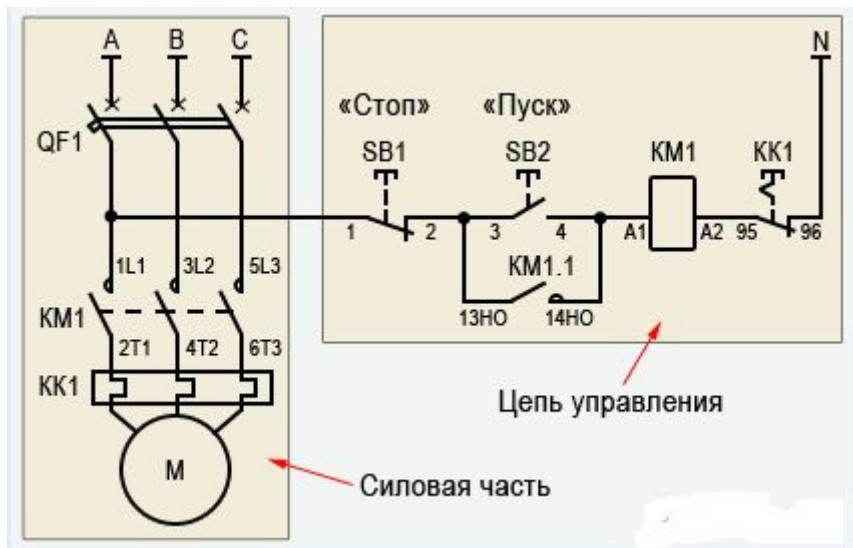 A B C
N
«Стоп» «Пуск»
QF1
SB1 SB2 KM1 KK1
1 2 3 4 A1 A2 95 96
1L1 3L2 5L3
KM1.1
KM1
13НО 14НО
2T1 4T2 6T3
KK1
Цепь управления
M
Силовая часть